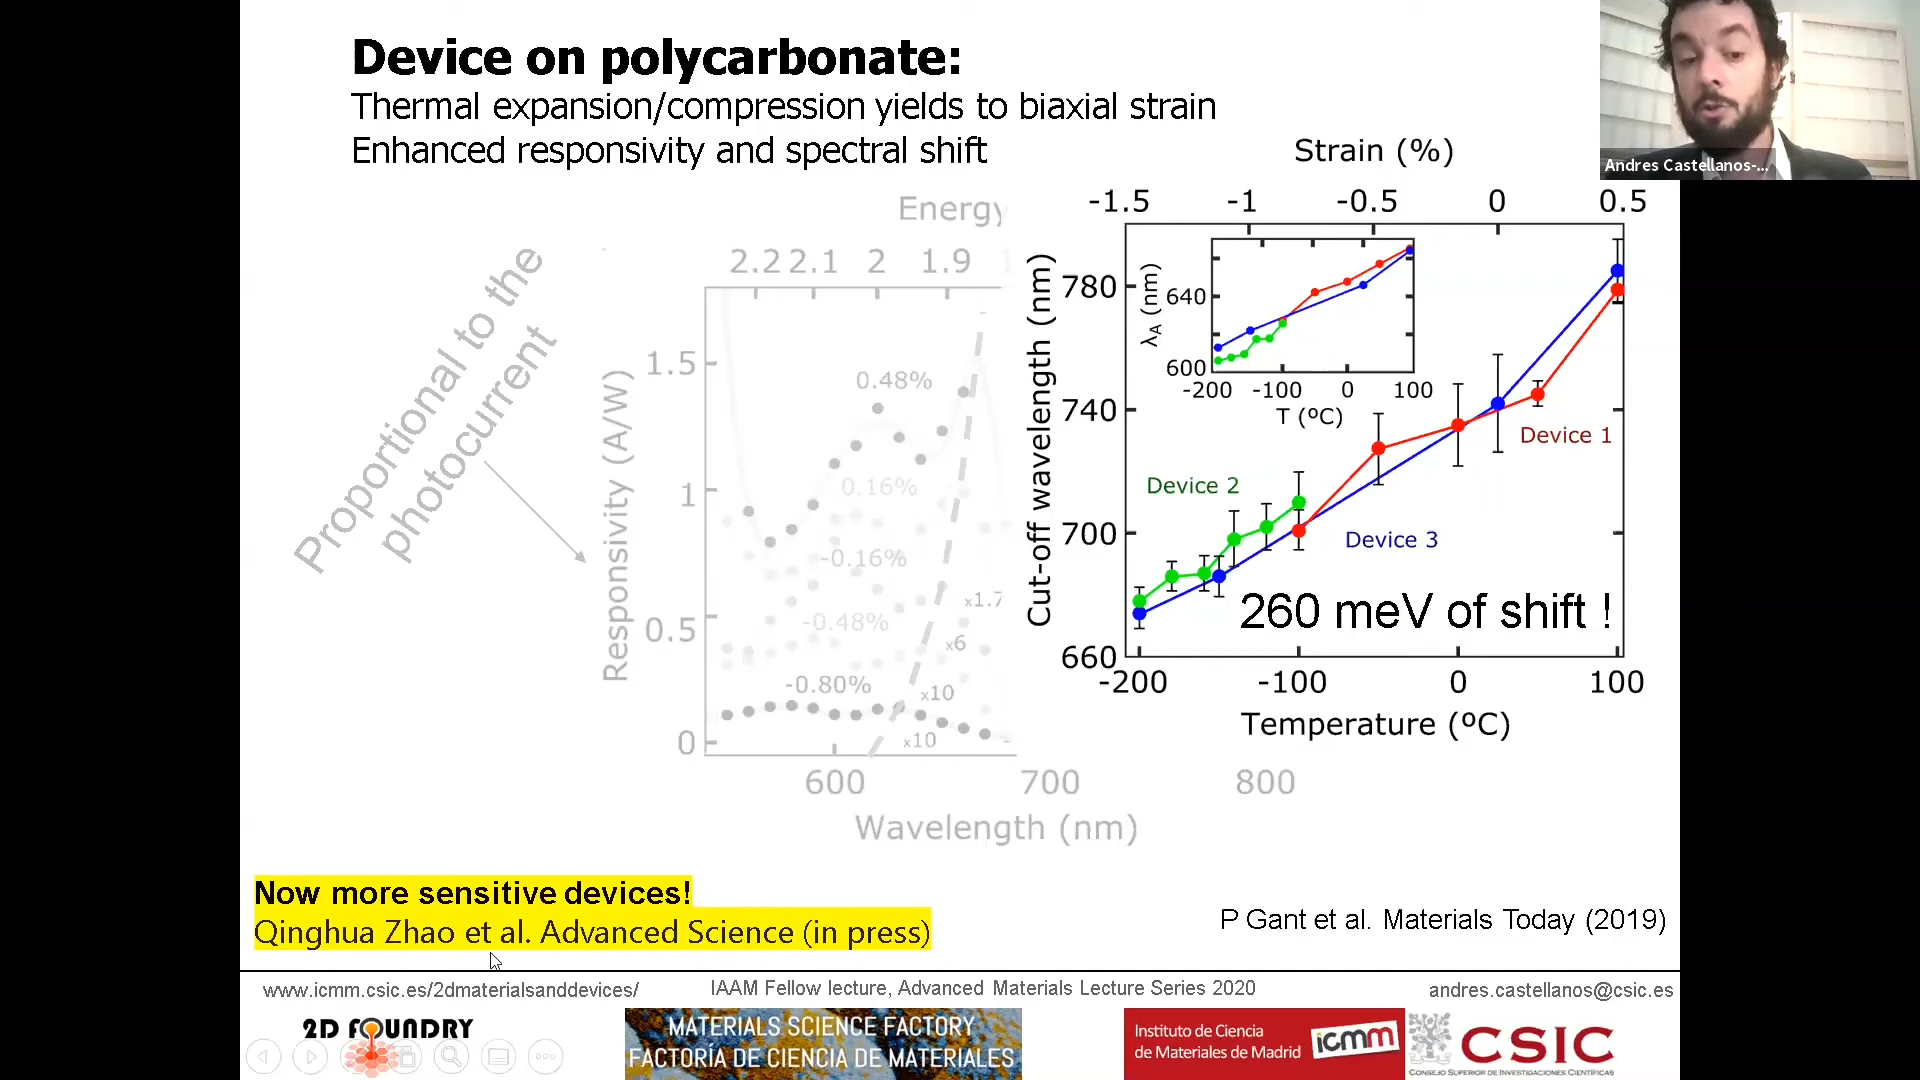 Device on polycarbonate:
Thermal expansion/compression yields to biaxial strain
Enhanced responsivity and spectral shift
Andres Castellanos-...
Proportional to the
photocurrent
Energy
2.2 2.1 2 1.9
Responsivity (A/W)
1.5
1
0.5
0
0.48%
0.16%
-0.16%
-0.48%
-0.80%
x1.7
x6
x10
x10
600 700 800
Wavelength (nm)
Strain (%)
-1.5 -1 -0.5 0 0.5
Cut-off wavelength (nm)
780
740
700
660
λA (nm)
640
600
-200 -100 0 100
T (ºC)
Device 1
Device 2
Device 3
260 meV of shift !
-200 -100 0 100
Temperature (ºC)
Now more sensitive devices!
Qinghua Zhao et al. Advanced Science (in press)
P Gant et al. Materials Today (2019)
www.icmm.csic.es/2dmaterialsanddevices/
IAAM Fellow lecture, Advanced Materials Lecture Series 2020
andres.castellanos@csic.es
2D FOUNDRY
MATERIALS SCIENCE FACTORY
FACTORÍA DE CIENCIA DE MATERIALES
Instituto de Ciencia
de Materiales de Madrid
icmm
CSIC
CONSEJO SUPERIOR DE INVESTIGACIONES CIENTÍFICAS